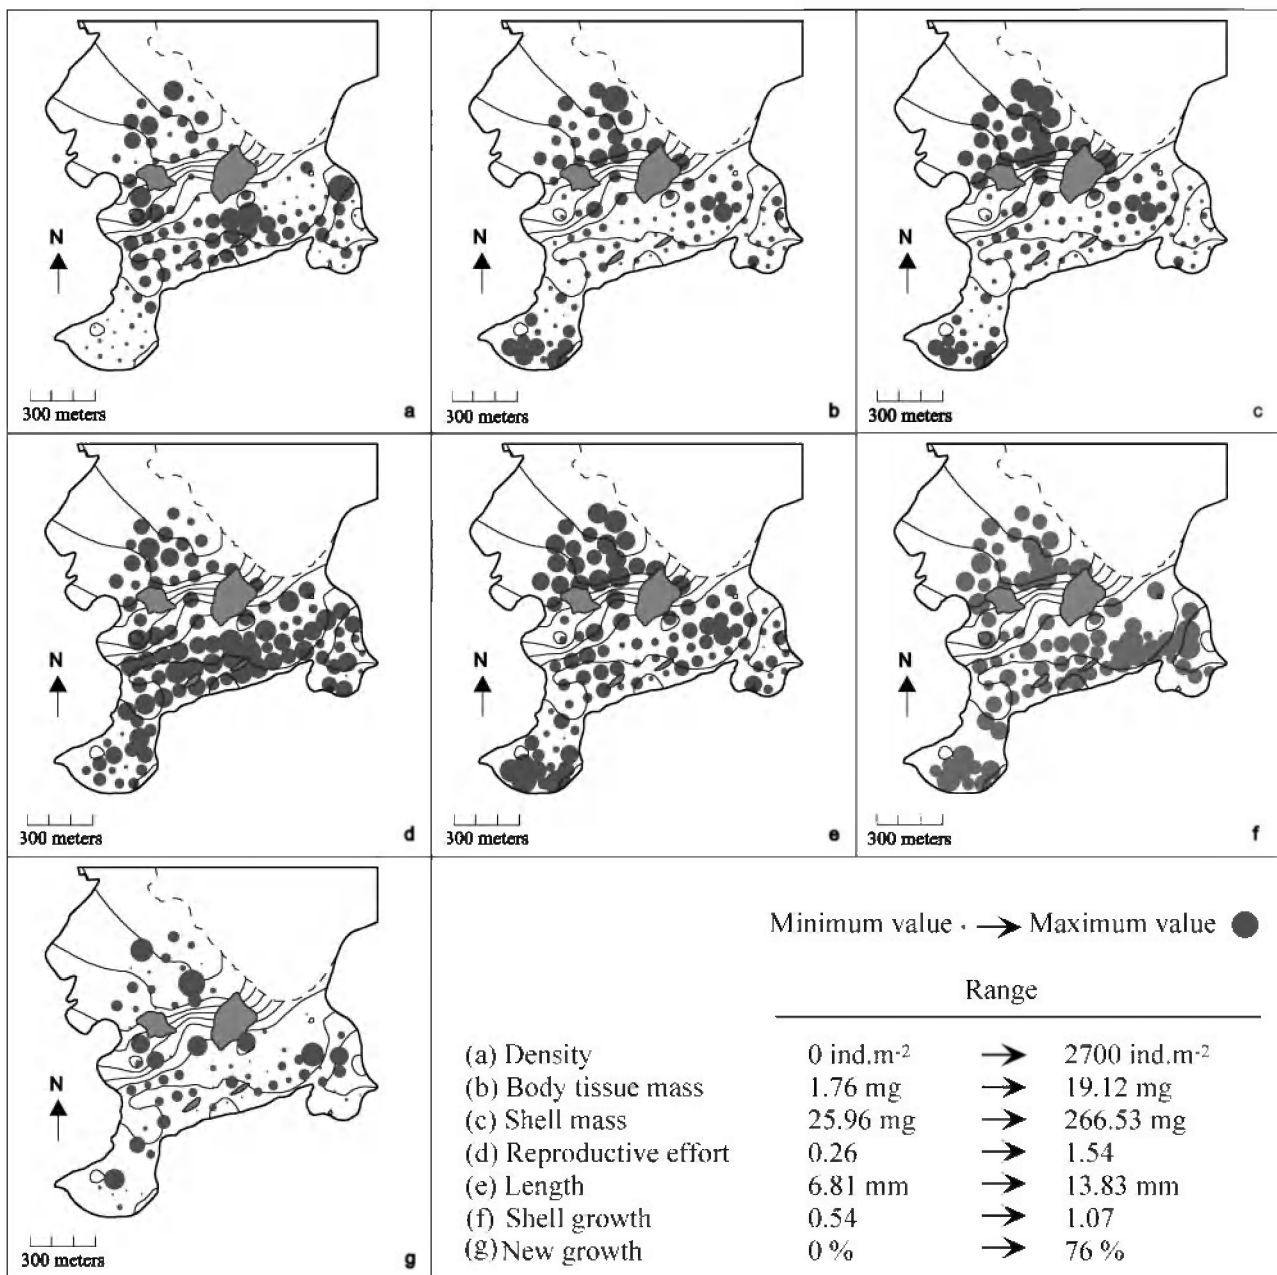 N
300 meters
a
N
300 meters
b
N
300 meters
c
N
300 meters
d
N
300 meters
e
N
300 meters
f
N
300 meters
g
Minimum value · → Maximum value
Range
(a) Density 0 ind.m-2 → 2700 ind.m-2
(b) Body tissue mass 1.76 mg → 19.12 mg
(c) Shell mass 25.96 mg → 266.53 mg
(d) Reproductive effort 0.26 → 1.54
(e) Length 6.81 mm → 13.83 mm
(f) Shell growth 0.54 → 1.07
(g) New growth 0 % → 76 %